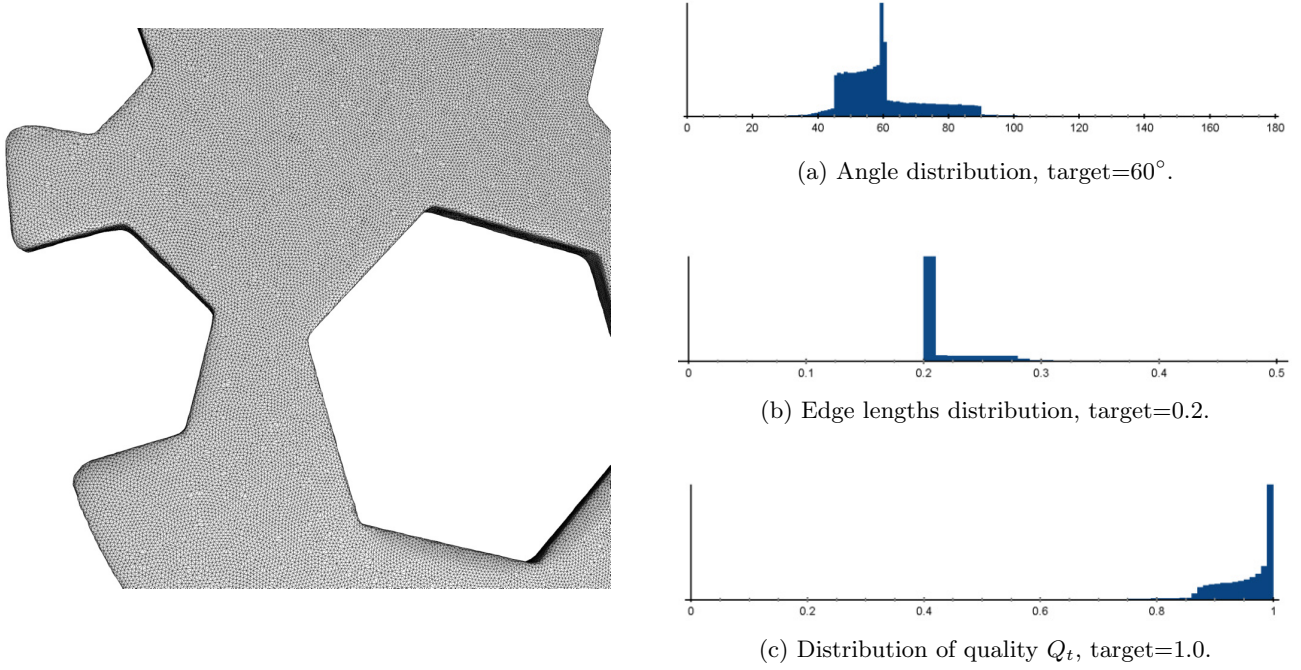 0 20 40 60 80 100 120 140 160 180
(a) Angle distribution, target=60°.
0 0.1 0.2 0.3 0.4 0.5
(b) Edge lengths distribution, target=0.2.
0 0.2 0.4 0.6 0.8 1
(c) Distribution of quality Qₜ, target=1.0.